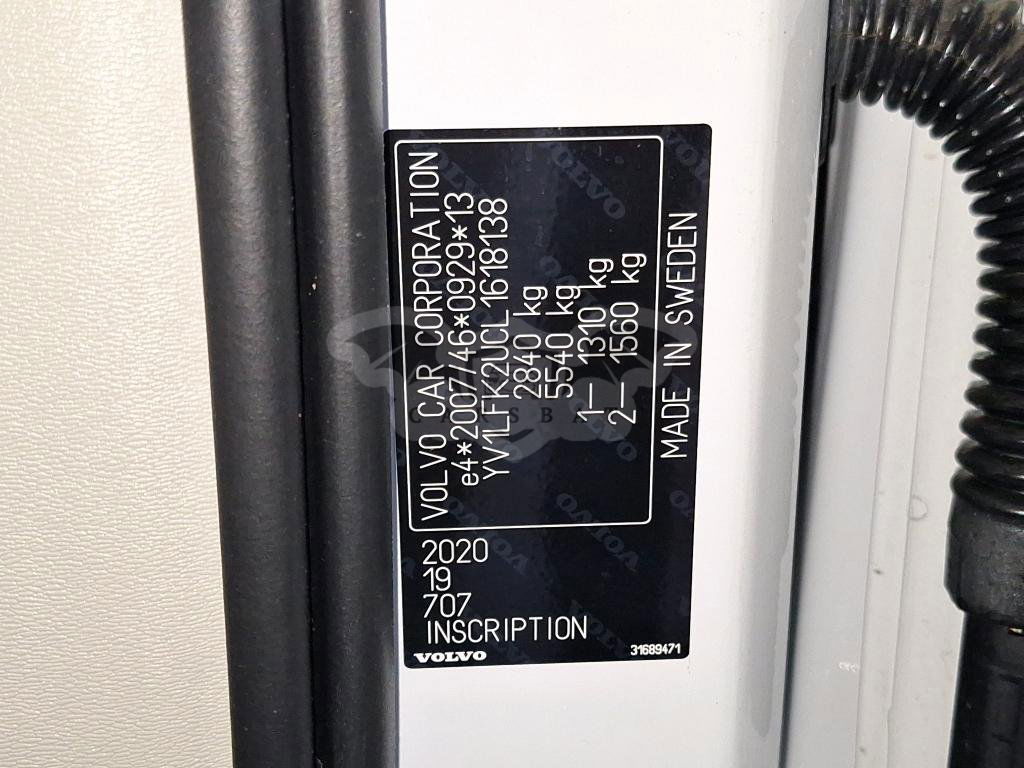 VOLVO CAR CORPORATION
e4*2007/46*0929*13
YV1LFK2UCL1618138
2840 kg
5540 kg
1— 1310 kg
2— 1560 kg
MADE IN SWEDEN
2020
19
707
INSCRIPTION
VOLVO
31689471